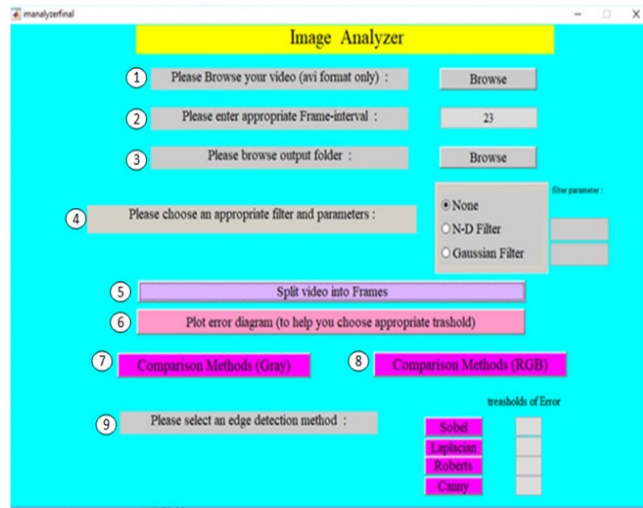 imanalyzerfinal
Image Analyzer
1 Please Browse your video (avi format only) : Browse
2 Please enter appropriate Frame-interval : 23
3 Please browse output folder : Browse
filter parameter :
4 Please choose an appropriate filter and parameters :
None
N-D Filter
Gaussian Filter
5 Split video into Frames
6 Plot error diagram (to help you choose appropriate trashold)
7 Comparison Methods (Gray)
8 Comparison Methods (RGB)
treasholds of Error
9 Please select an edge detection method :
Sobel
Laplacian
Roberts
Canny